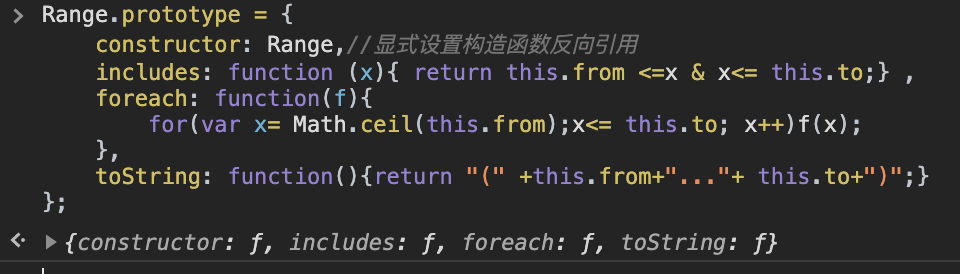 Range.prototype = {
    constructor: Range,//显式设置构造函数反向引用
    includes: function (x){ return this.from <=x & x<= this.to;} ,
    foreach: function(f){
        for(var x= Math.ceil(this.from);x<= this.to; x++)f(x);
    },
    toString: function(){return "(" +this.from+"..."+ this.to+")";}
};
{constructor: ƒ, includes: ƒ, foreach: ƒ, toString: ƒ}